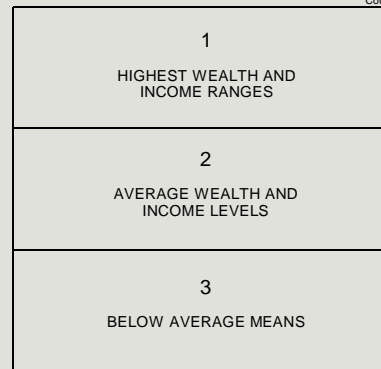 1
HIGHEST WEALTH AND
INCOME RANGES
2
AVERAGE WEALTH AND
INCOME LEVELS
3
BELOW AVERAGE MEANS